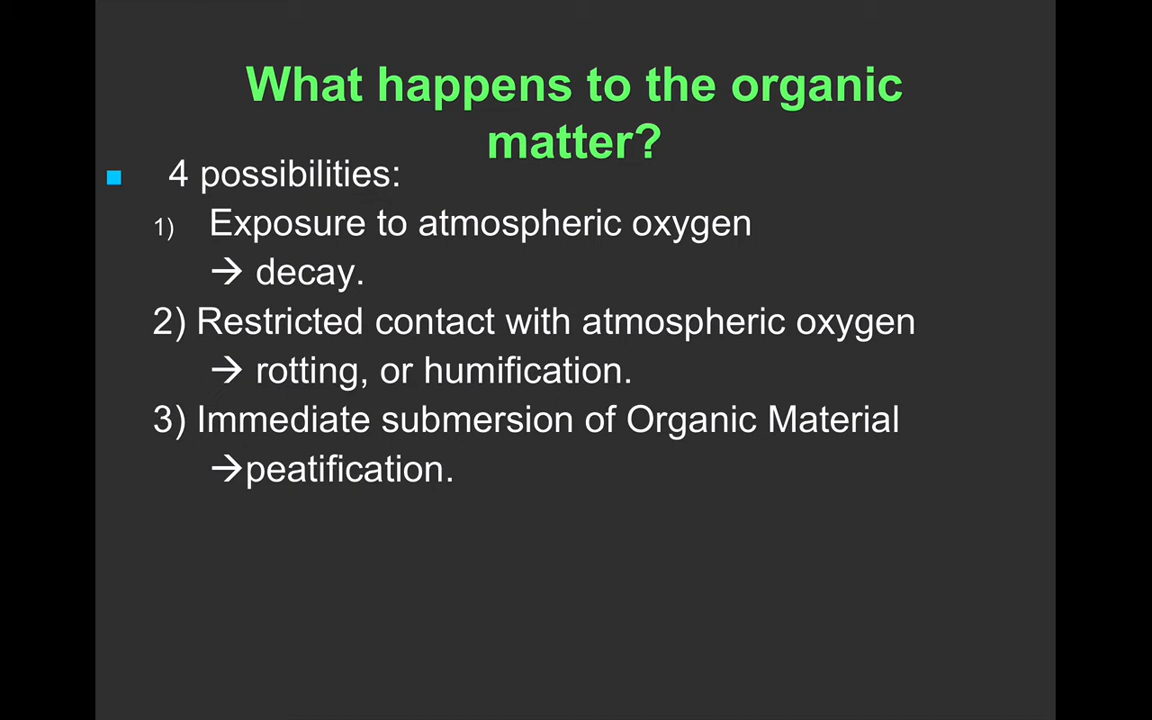 What happens to the organic
matter?
■ 4 possibilities:
1) Exposure to atmospheric oxygen
→ decay.
2) Restricted contact with atmospheric oxygen
→ rotting, or humification.
3) Immediate submersion of Organic Material
→peatification.